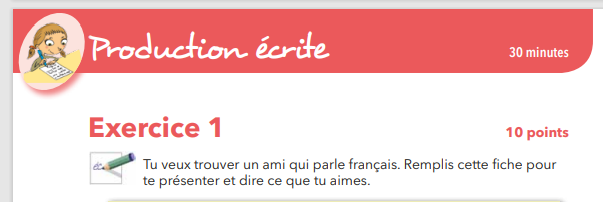 Production écrite
30 minutes
Exercice 1
10 points
Tu veux trouver un ami qui parle français. Remplis cette fiche pour
te présenter et dire ce que tu aimes.